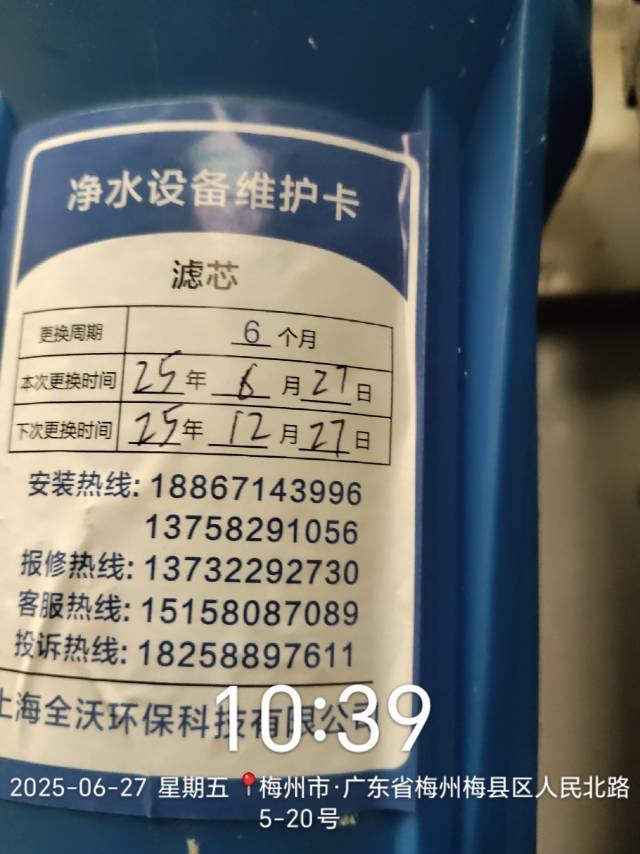 净水设备维护卡
滤芯
更换周期 6 个月
本次更换时间 25 年 6 月 27 日
下次更换时间 25 年 12 月 27 日
安装热线: 18867143996
13758291056
报修热线: 13732292730
客服热线: 15158087089
投诉热线: 18258897611
上海全沃环保科技有限公司
10:39
2025-06-27 星期五 梅州市·广东省梅州梅县区人民北路
5-20号